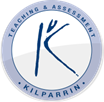 TEACHING & ASSESSMENT
• KILPARRIN •